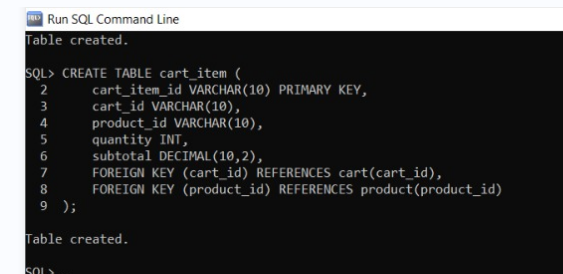 Run SQL Command Line
Table created.
SQL> CREATE TABLE cart_item (
2 cart_item_id VARCHAR(10) PRIMARY KEY,
3 cart_id VARCHAR(10),
4 product_id VARCHAR(10),
5 quantity INT,
6 subtotal DECIMAL(10,2),
7 FOREIGN KEY (cart_id) REFERENCES cart(cart_id),
8 FOREIGN KEY (product_id) REFERENCES product(product_id)
9 );
Table created.
SQL>